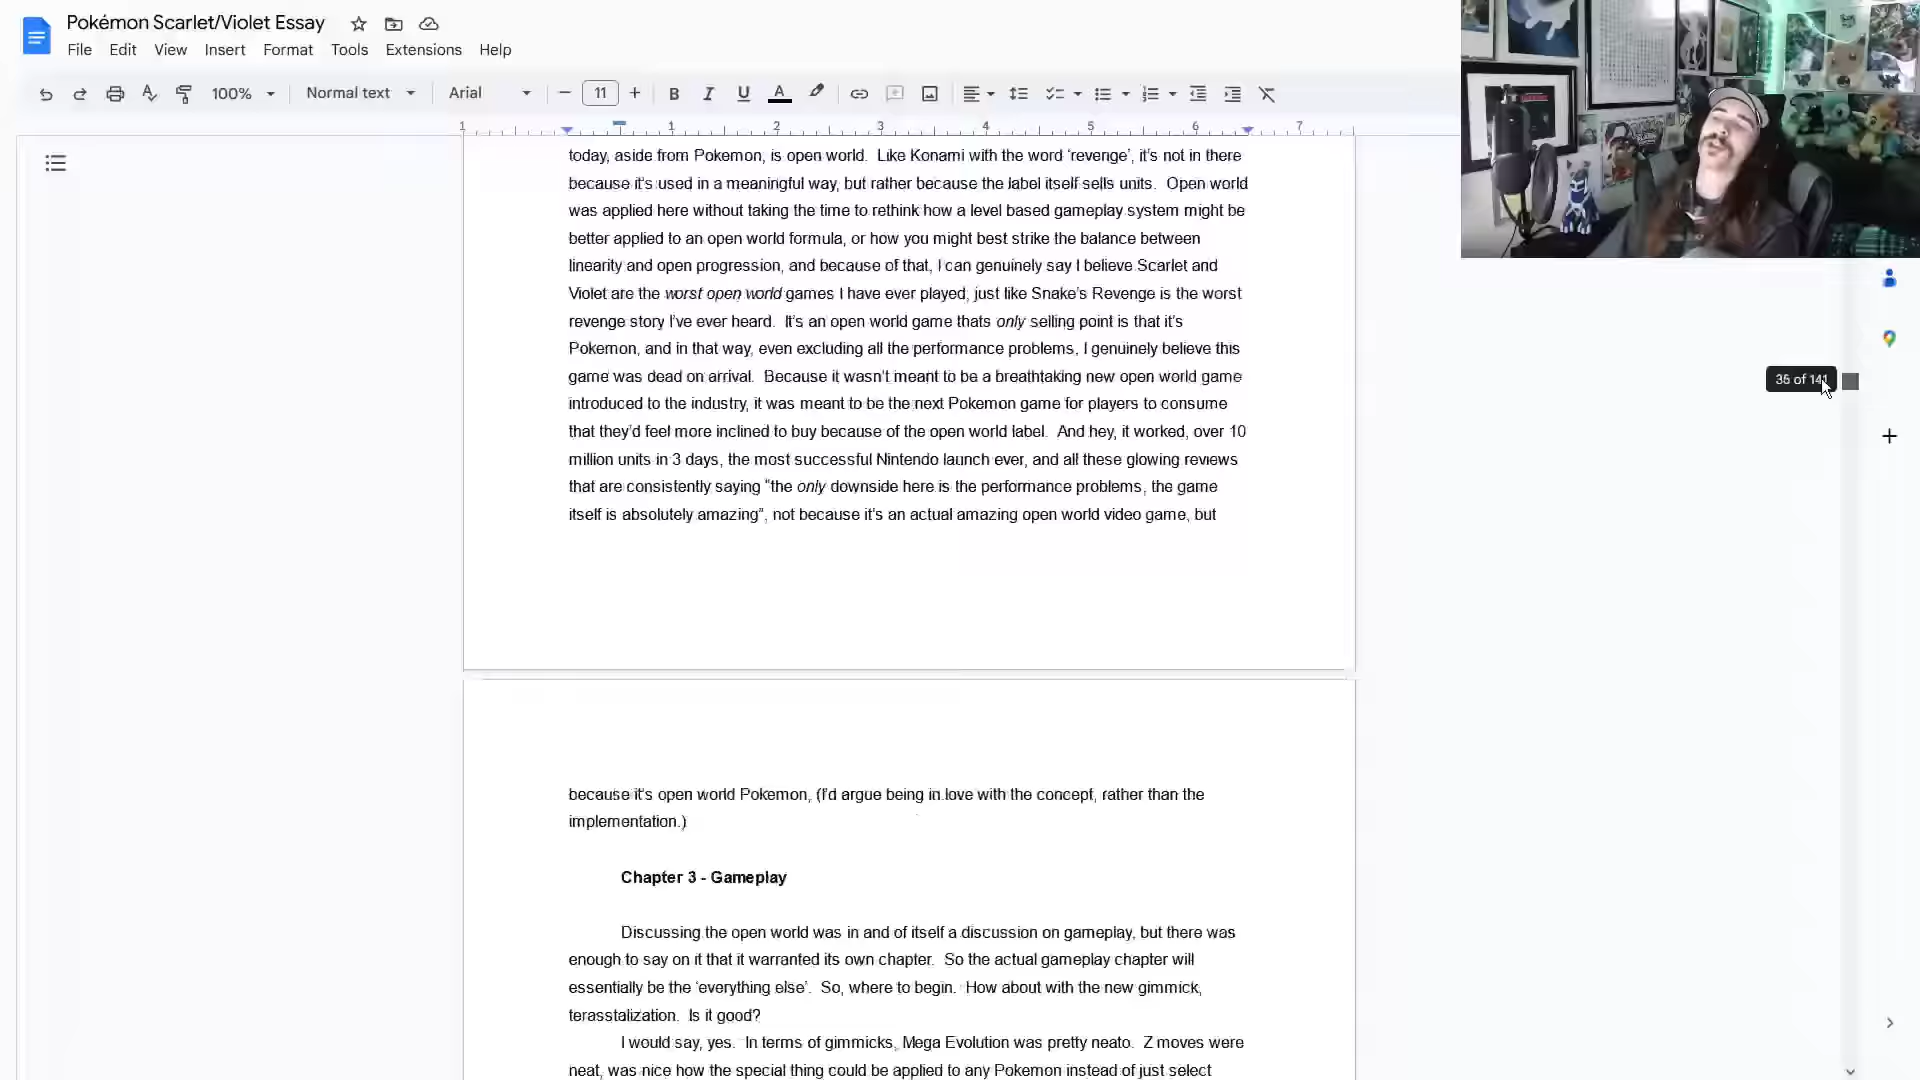 Pokémon Scarlet/Violet Essay
File Edit View Insert Format Tools Extensions Help
100% Normal text Arial 11
1 1 2 3 4 5 6 7
today, aside from Pokemon, is open world.  Like Konami with the word ‘revenge’, it’s not in there
because it’s used in a meaningful way, but rather because the label itself sells units.  Open world
was applied here without taking the time to rethink how a level based gameplay system might be
better applied to an open world formula, or how you might best strike the balance between
linearity and open progression, and because of that, I can genuinely say I believe Scarlet and
Violet are the worst open world games I have ever played, just like Snake’s Revenge is the worst
revenge story I’ve ever heard.  It’s an open world game thats only selling point is that it’s
Pokemon, and in that way, even excluding all the performance problems, I genuinely believe this
game was dead on arrival.  Because it wasn’t meant to be a breathtaking new open world game
introduced to the industry, it was meant to be the next Pokemon game for players to consume
that they’d feel more inclined to buy because of the open world label.  And hey, it worked, over 10
million units in 3 days, the most successful Nintendo launch ever, and all these glowing reviews
that are consistently saying “the only downside here is the performance problems, the game
itself is absolutely amazing”, not because it’s an actual amazing open world video game, but
36 of 141
because it’s open world Pokemon, (I’d argue being in love with the concept, rather than the
implementation.)
Chapter 3 - Gameplay
Discussing the open world was in and of itself a discussion on gameplay, but there was
enough to say on it that it warranted its own chapter.  So the actual gameplay chapter will
essentially be the ‘everything else’.  So, where to begin.  How about with the new gimmick,
terasstalization.  Is it good?
I would say, yes.  In terms of gimmicks, Mega Evolution was pretty neato.  Z moves were
neat, was nice how the special thing could be applied to any Pokemon instead of just select